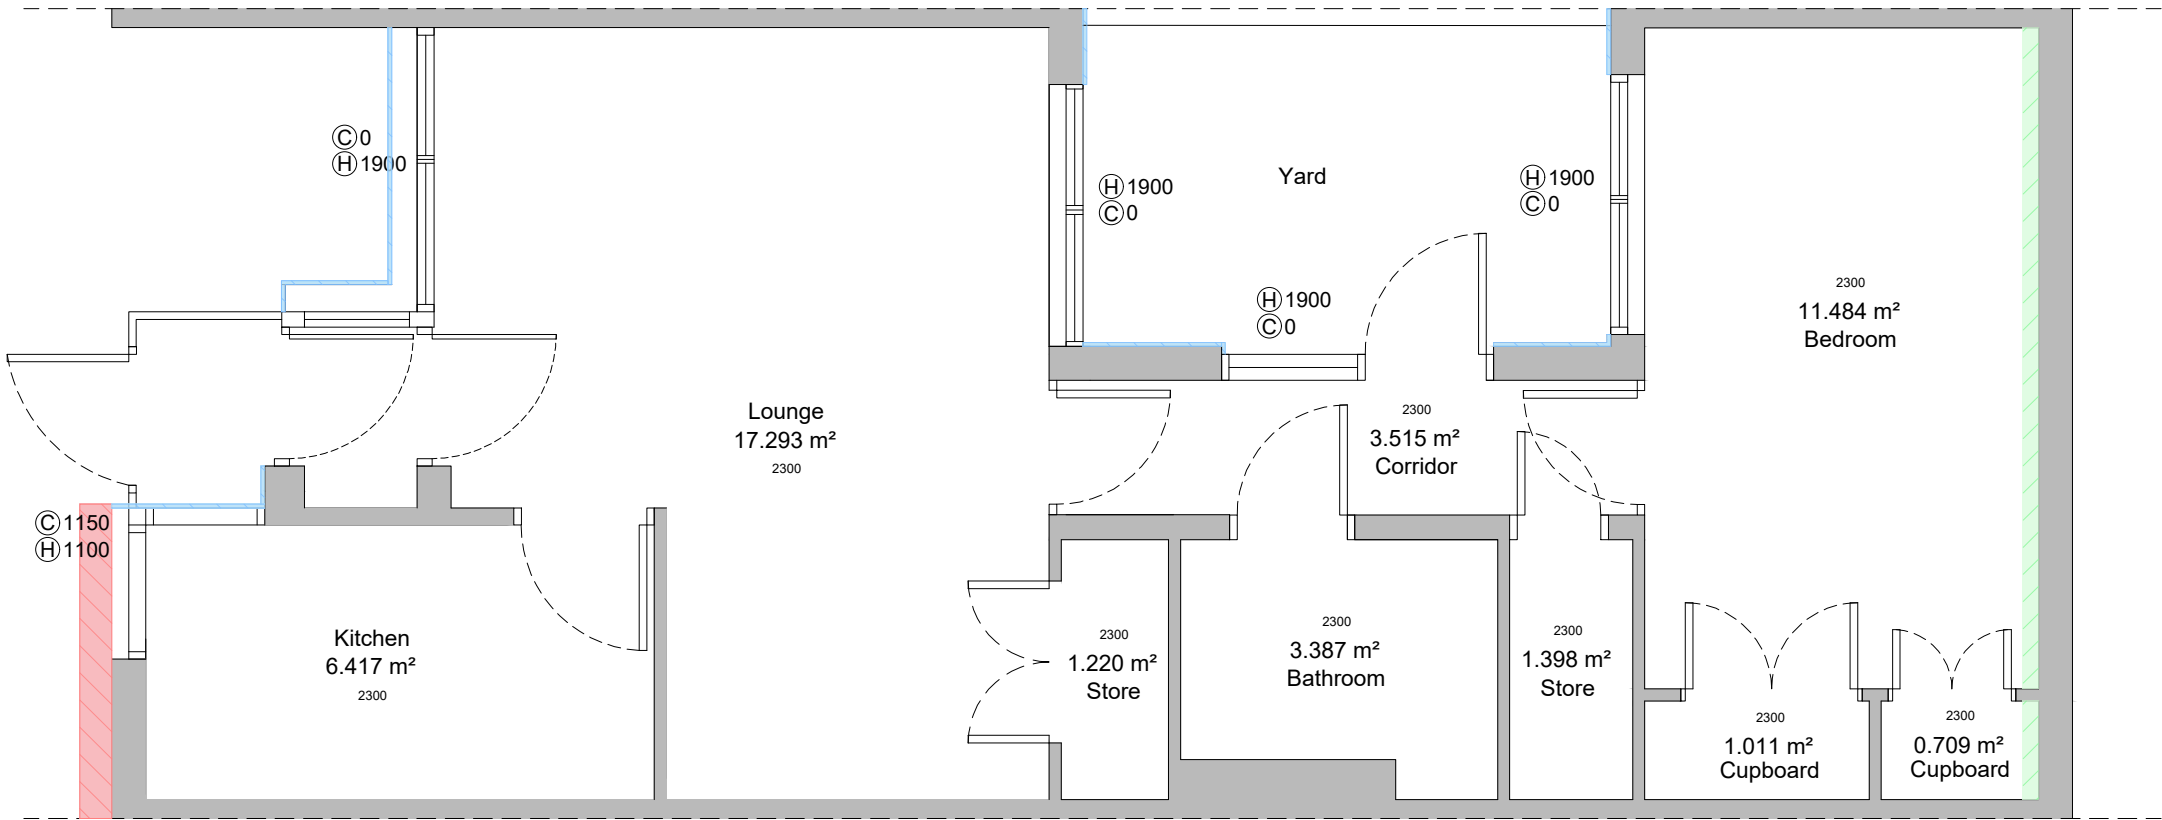 Ⓒ0
Ⓗ1900
Ⓗ1900
Ⓒ0
Yard
Ⓗ1900
Ⓒ0
Ⓗ1900
Ⓒ0
2300
11.484 m²
Bedroom
Lounge
17.293 m²
2300
2300
3.515 m²
Corridor
Ⓒ1150
Ⓗ1100
Kitchen
6.417 m²
2300
2300
1.220 m²
Store
2300
3.387 m²
Bathroom
2300
1.398 m²
Store
2300
1.011 m²
Cupboard
2300
0.709 m²
Cupboard